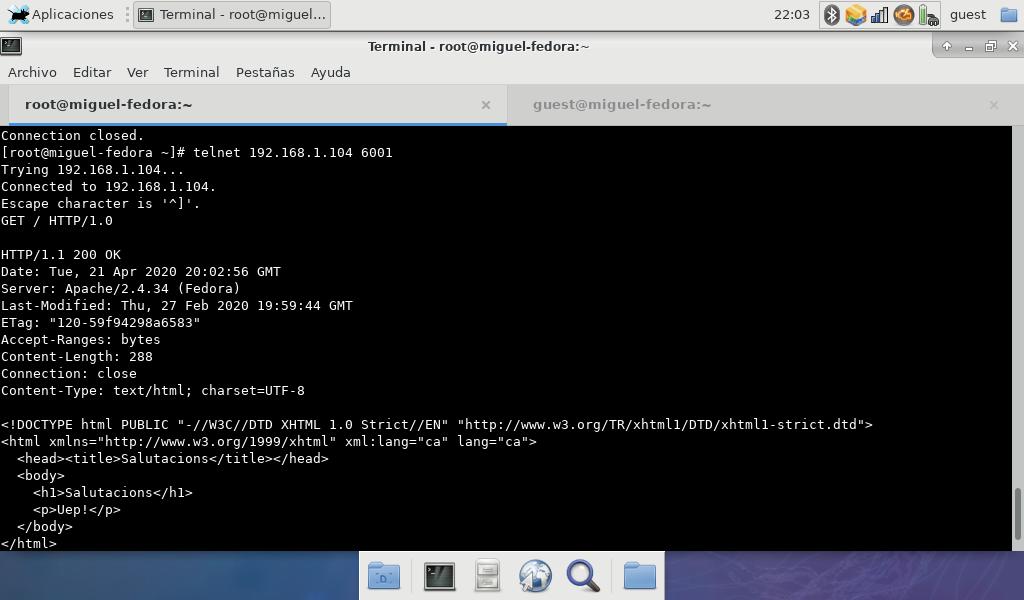 Aplicaciones
Terminal - root@miguel...
22:03
guest
Terminal - root@miguel-fedora:~
Archivo Editar Ver Terminal Pestañas Ayuda
root@miguel-fedora:~
guest@miguel-fedora:~
Connection closed.
[root@miguel-fedora ~]# telnet 192.168.1.104 6001
Trying 192.168.1.104...
Connected to 192.168.1.104.
Escape character is '^]'.
GET / HTTP/1.0
HTTP/1.1 200 OK
Date: Tue, 21 Apr 2020 20:02:56 GMT
Server: Apache/2.4.34 (Fedora)
Last-Modified: Thu, 27 Feb 2020 19:59:44 GMT
ETag: "120-59f94298a6583"
Accept-Ranges: bytes
Content-Length: 288
Connection: close
Content-Type: text/html; charset=UTF-8
<!DOCTYPE html PUBLIC "-//W3C//DTD XHTML 1.0 Strict//EN" "http://www.w3.org/TR/xhtml1/DTD/xhtml1-strict.dtd">
<html xmlns="http://www.w3.org/1999/xhtml" xml:lang="ca" lang="ca">
  <head><title>Salutacions</title></head>
  <body>
    <h1>Salutacions</h1>
    <p>Uep!</p>
  </body>
</html>